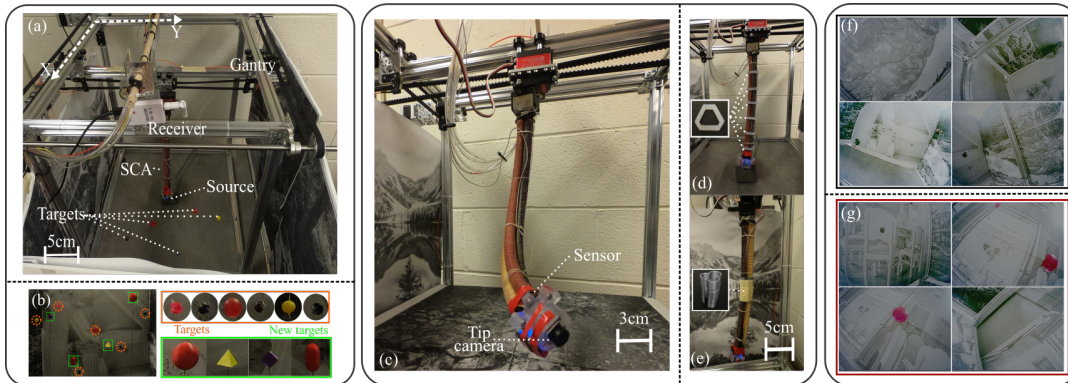 (a)
Y
X
Gantry
Receiver
SCA
Source
Targets
5cm
(b)
Targets
New targets
Sensor
Tip
camera
3cm
(c)
(d)
5cm
(e)
(f)
(g)